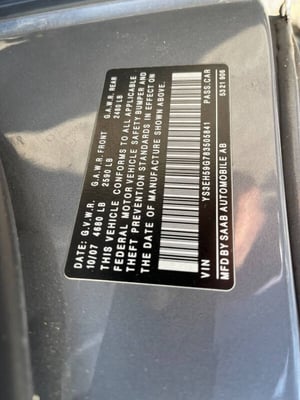 DATE: G.V.W.R. G.A.W.R.FRONT G.A.W.R. REAR
10/07 4680 LB 2590 LB 2460 LB
THIS VEHICLE CONFORMS TO ALL APPLICABLE
FEDERAL MOTOR VEHICLE SAFETY BUMPER AND
THEFT PREVENTION STANDARDS IN EFFECT ON
THE DATE OF MANUFACTURE SHOWN ABOVE.
YS3EH59G783505841
VIN PASS.CAR
MFD BY SAAB AUTOMOBILE AB 5321 906